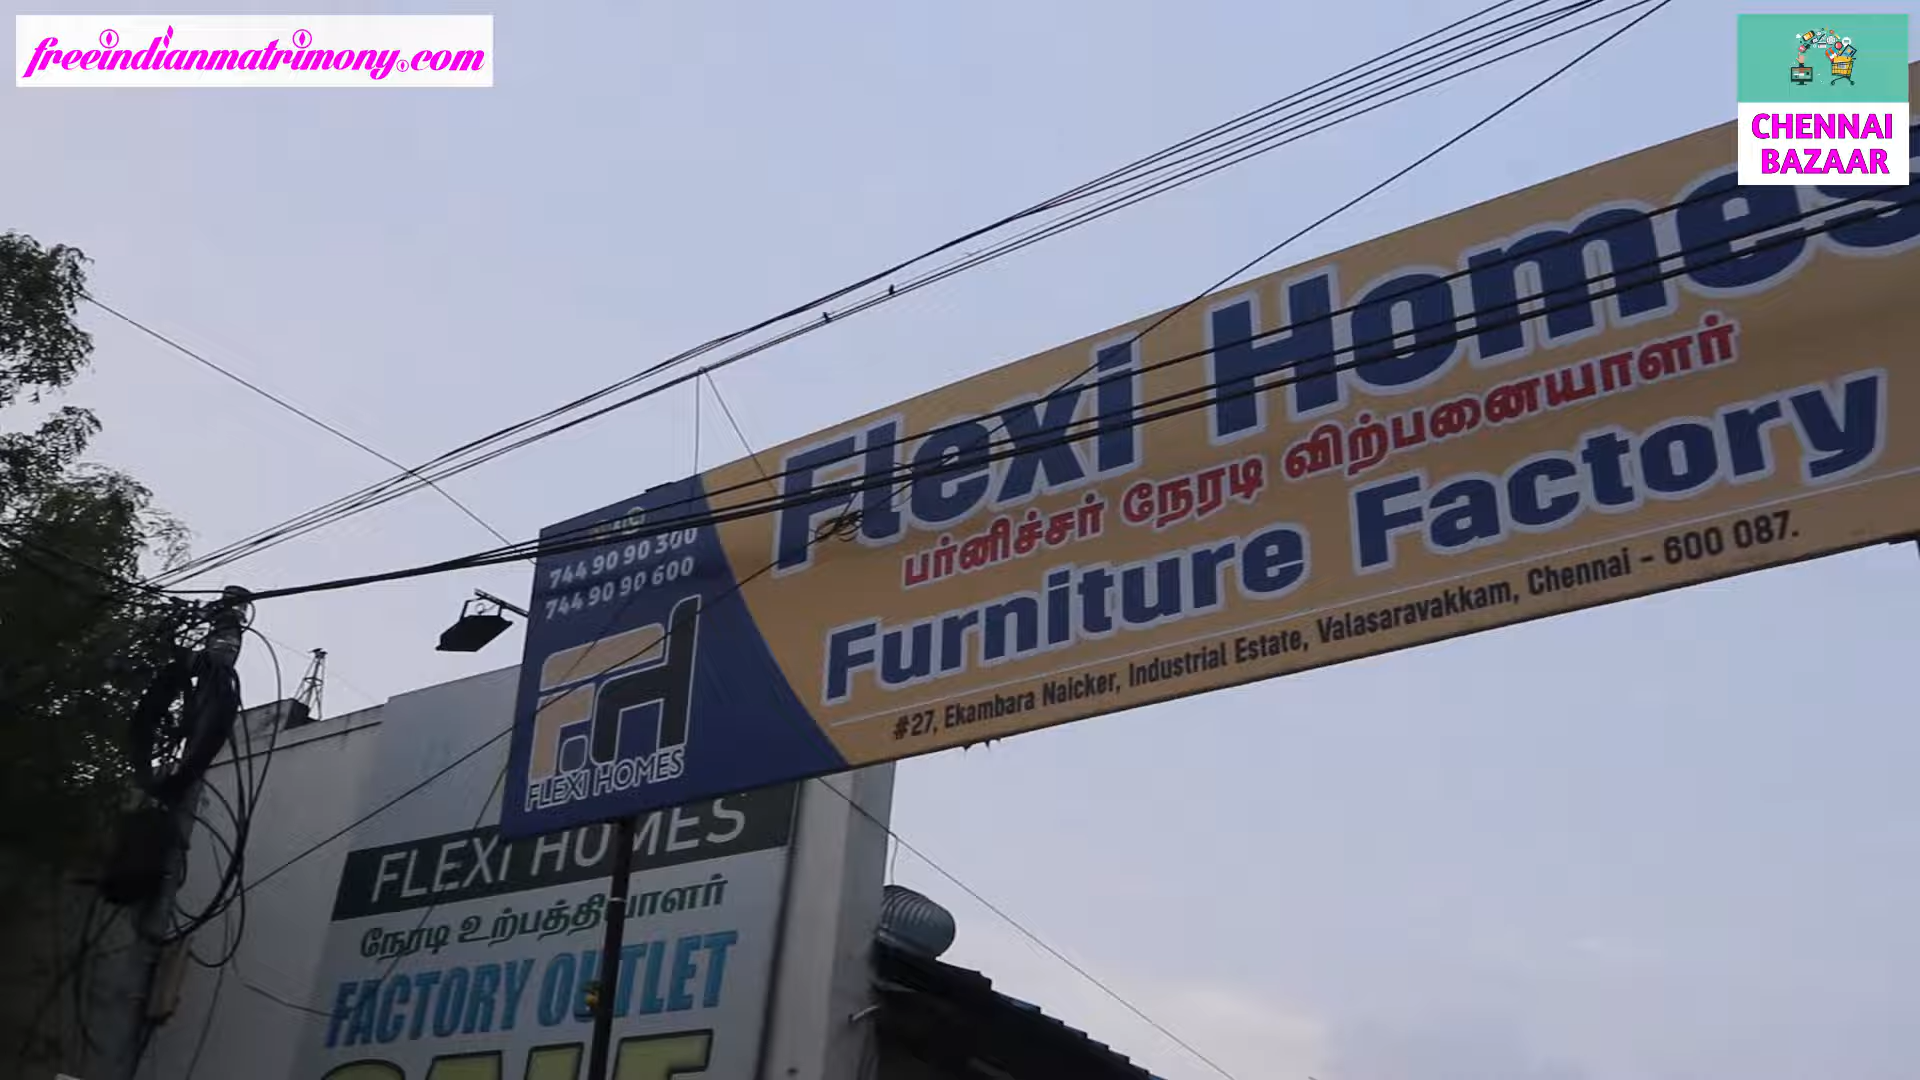 freeindianmatrimony.com
CHENNAI
BAZAAR
Flexi Homes
பர்னிச்சர் நேரடி விற்பனையாளர்
Furniture Factory
#27, Ekambara Naicker, Industrial Estate, Valasaravakkam, Chennai - 600 087.
744 90 90 300
744 90 90 600
FLEXI HOMES
FLEXI HOMES
நேரடி உற்பத்தியாளர்
FACTORY OUTLET
SALE